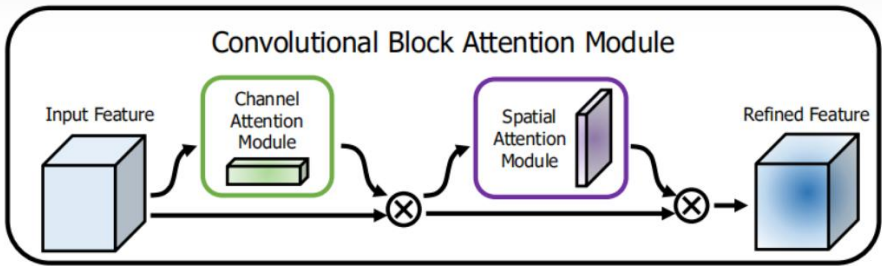 Convolutional Block Attention Module
Input Feature
Channel
Attention
Module
Spatial
Attention
Module
Refined Feature